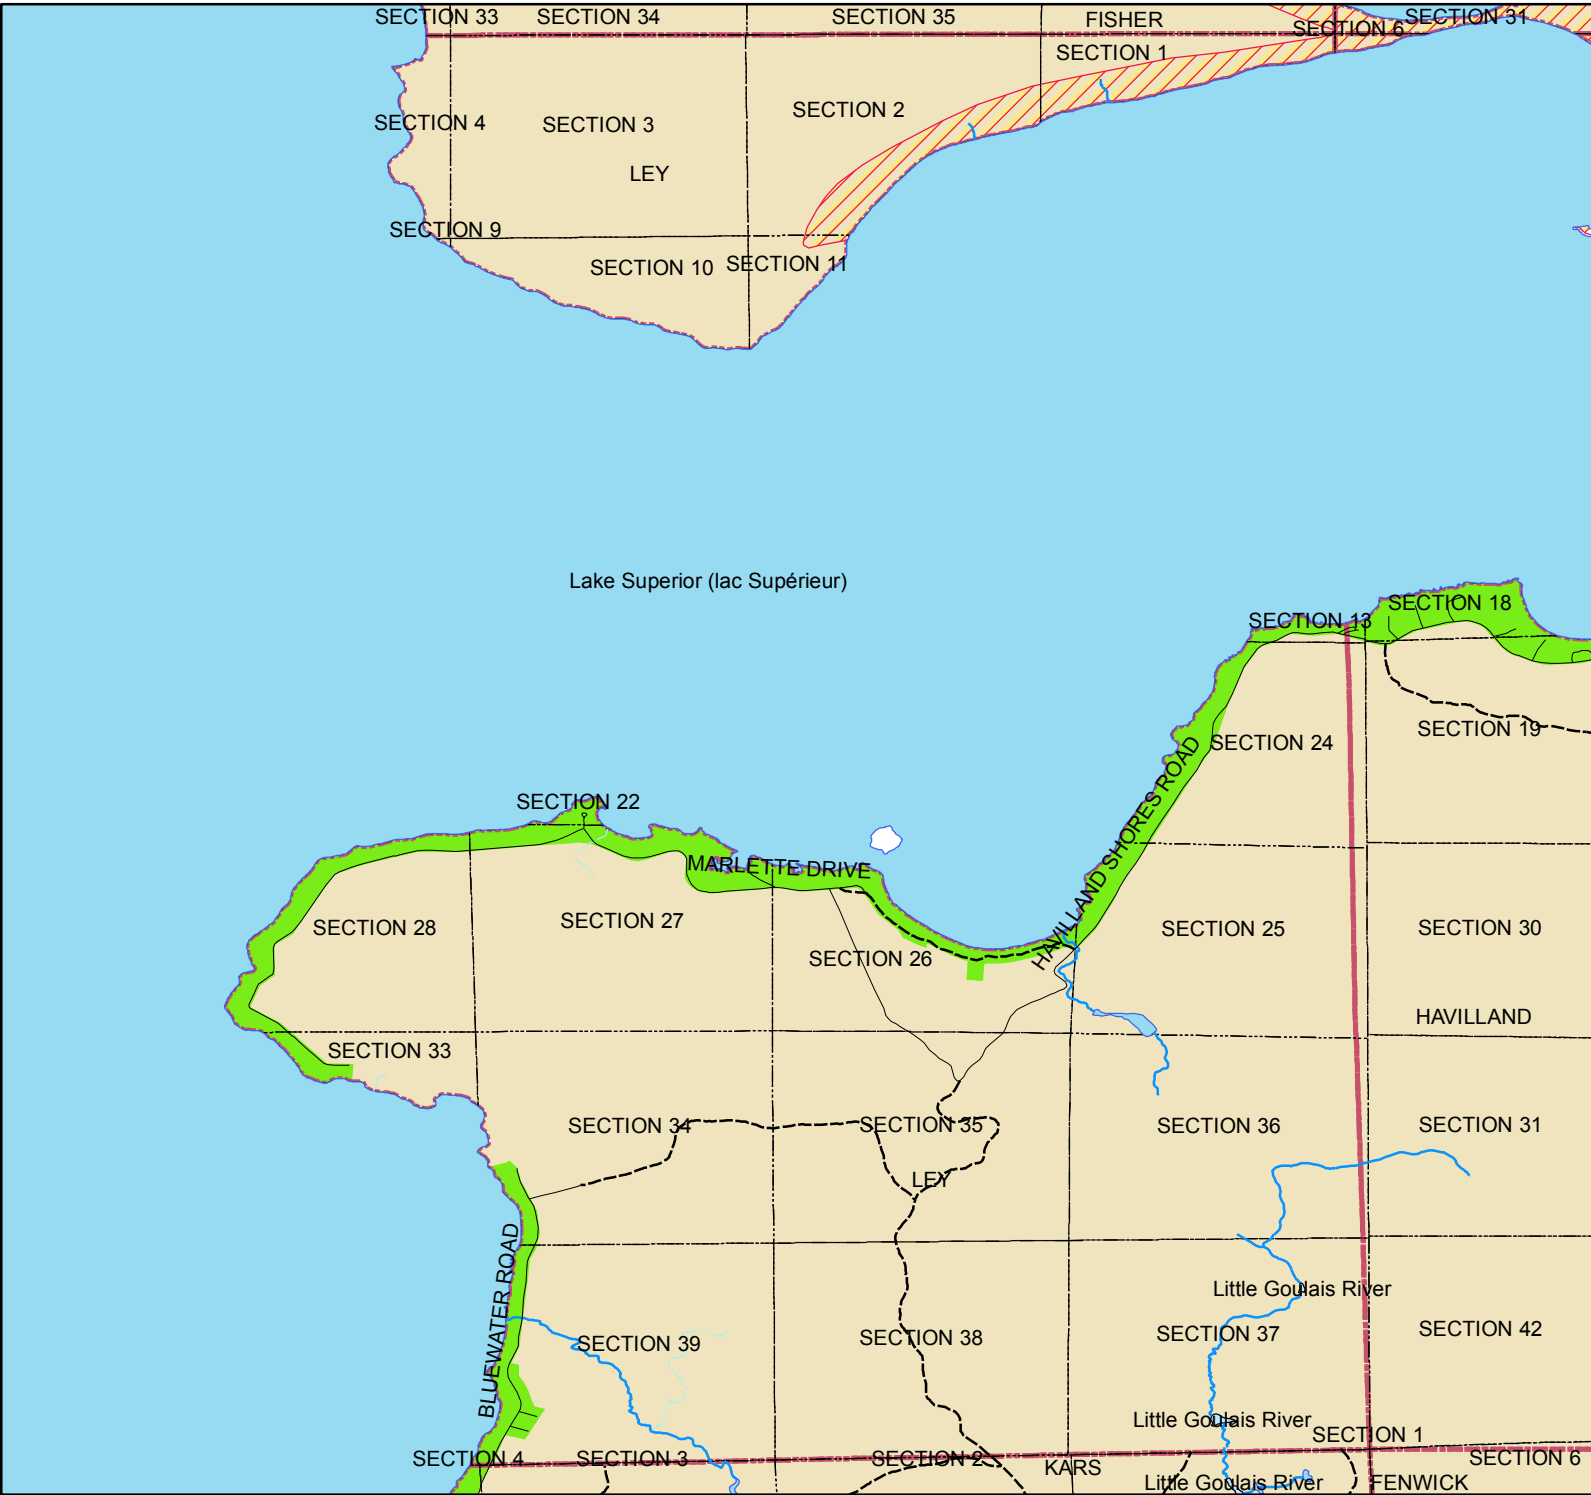 SECTION 33
SECTION 34
SECTION 35
FISHER
SECTION 6
SECTION 31
SECTION 1
SECTION 4
SECTION 3
SECTION 2
LEY
SECTION 9
SECTION 10
SECTION 11
Lake Superior (lac Supérieur)
SECTION 13
SECTION 18
SECTION 24
SECTION 19
SECTION 22
MARLETTE DRIVE
HAVILLAND SHORES ROAD
SECTION 28
SECTION 27
SECTION 26
SECTION 25
SECTION 30
HAVILLAND
SECTION 33
SECTION 34
SECTION 35
SECTION 36
SECTION 31
LEY
BLUEWATER ROAD
Little Goulais River
SECTION 39
SECTION 38
SECTION 37
SECTION 42
Little Goulais River
SECTION 1
SECTION 4
SECTION 3
SECTION 2
KARS
SECTION 6
Little Goulais River
FENWICK